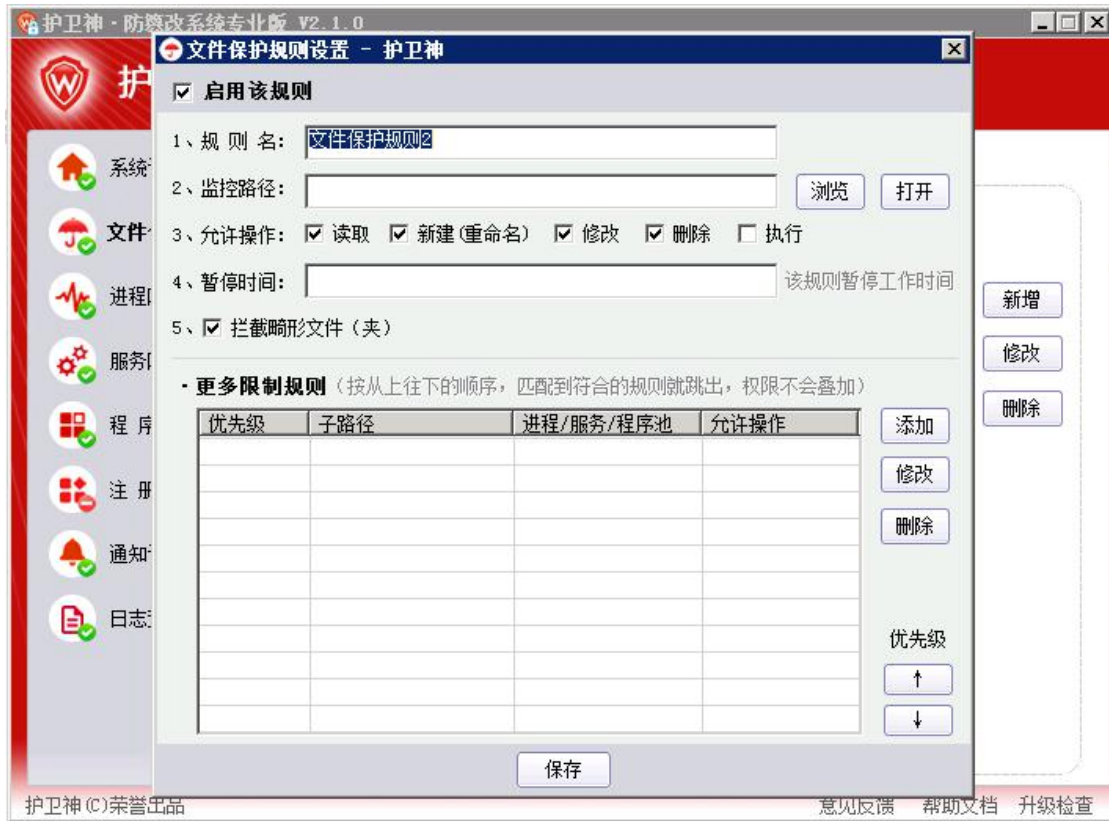 护卫神·防篡改系统专业版 V2.1.0
文件保护规则设置 - 护卫神
护
启用该规则
1、规 则 名： 文件保护规则2
2、监控路径： 浏览 打开
3、允许操作： 读取 新建(重命名) 修改 删除 执行
4、暂停时间： 该规则暂停工作时间
5、拦截畸形文件（夹）
·更多限制规则（按从上往下的顺序，匹配到符合的规则就跳出，权限不会叠加）
优先级 子路径 进程/服务/程序池 允许操作
添加
修改
删除
优先级
↑
↓
保存
系统
文件
进程
服务
程 序
注 册
通知
日志
新增
修改
删除
护卫神(C)荣誉出品
意见反馈 帮助文档 升级检查